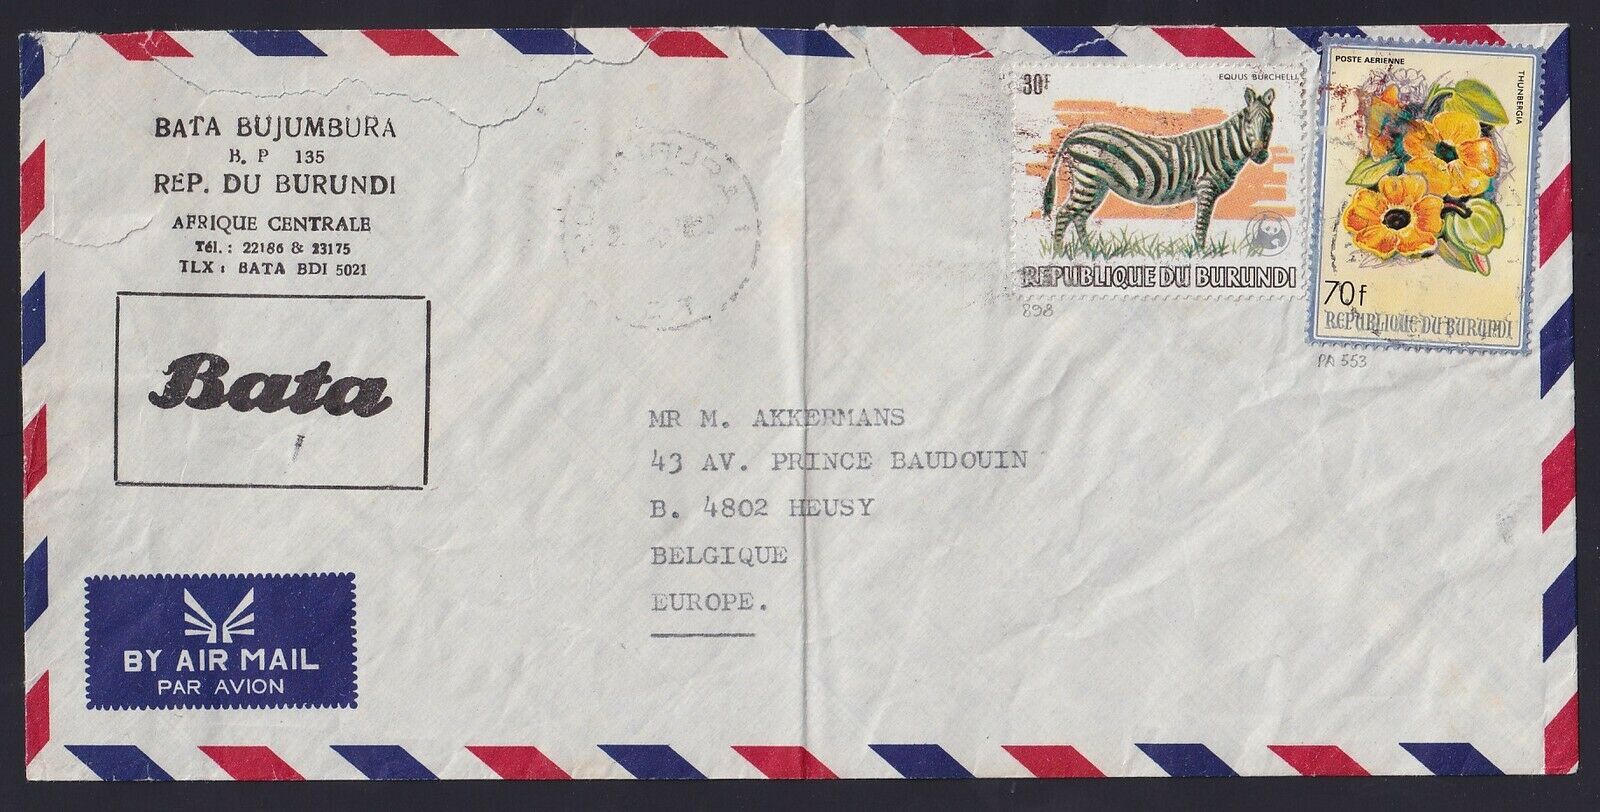 BATA BUJUMBURA
B. P 135
REP. DU BURUNDI
AFRIQUE CENTRALE
Tél. : 22186 & 23175
TLX : BATA BDI 5021
Bata
30F
EQUUS BURCHELLI
REPUBLIQUE DU BURUNDI
898
POSTE AERIENNE
THUNBERGIA
70f
REPUBLIQUE DU BURUNDI
PA 553
MR M. AKKERMANS
43 AV. PRINCE BAUDOUIN
B. 4802 HEUSY
BELGIQUE
EUROPE.
BY AIR MAIL
PAR AVION